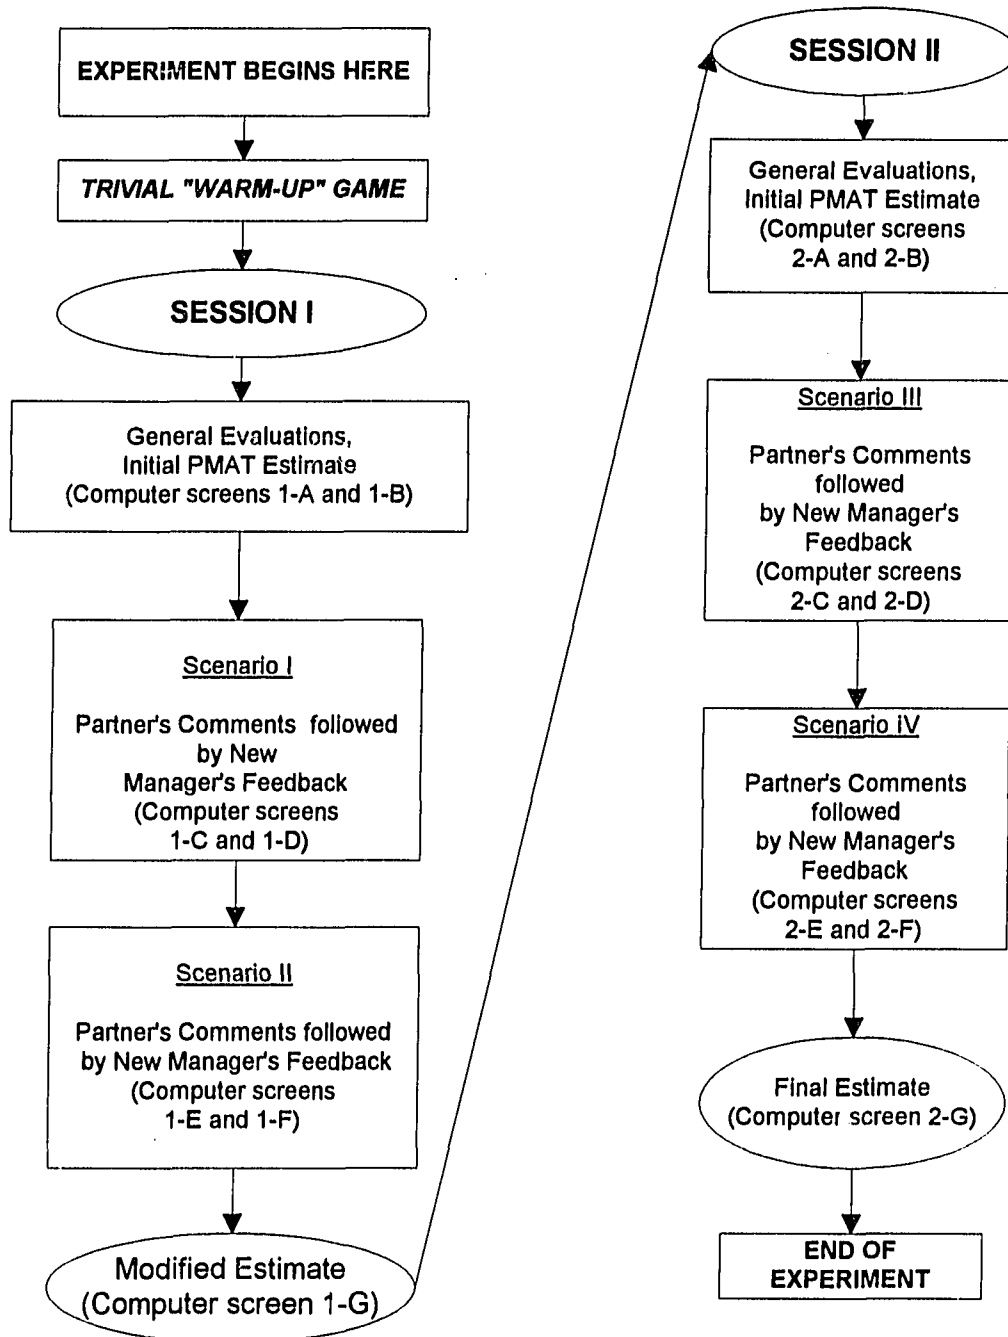 EXPERIMENT BEGINS HERE
TRIVIAL "WARM-UP" GAME
SESSION I
General Evaluations,
Initial PMAT Estimate
(Computer screens 1-A and 1-B)
Scenario I
Partner's Comments followed
by New
Manager's Feedback
(Computer screens
1-C and 1-D)
Scenario II
Partner's Comments followed
by New Manager's Feedback
(Computer screens
1-E and 1-F)
Modified Estimate
(Computer screen 1-G)
SESSION II
General Evaluations,
Initial PMAT Estimate
(Computer screens
2-A and 2-B)
Scenario III
Partner's Comments
followed
by New Manager's
Feedback
(Computer screens
2-C and 2-D)
Scenario IV
Partner's Comments
followed
by New Manager's
Feedback
(Computer screens
2-E and 2-F)
Final Estimate
(Computer screen 2-G)
END OF
EXPERIMENT